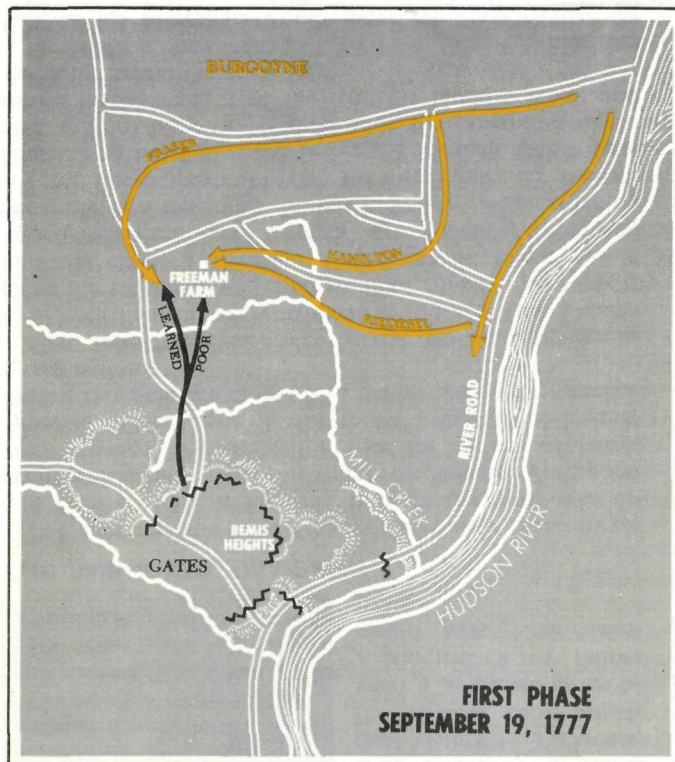 BURGOYNE
FRASER
HAMILTON
FREEMAN
FARM
RIEDESEL
LEARNED
POOR
RIVER ROAD
MILL CREEK
BEMIS
HEIGHTS
GATES
HUDSON RIVER
FIRST PHASE
SEPTEMBER 19, 1777